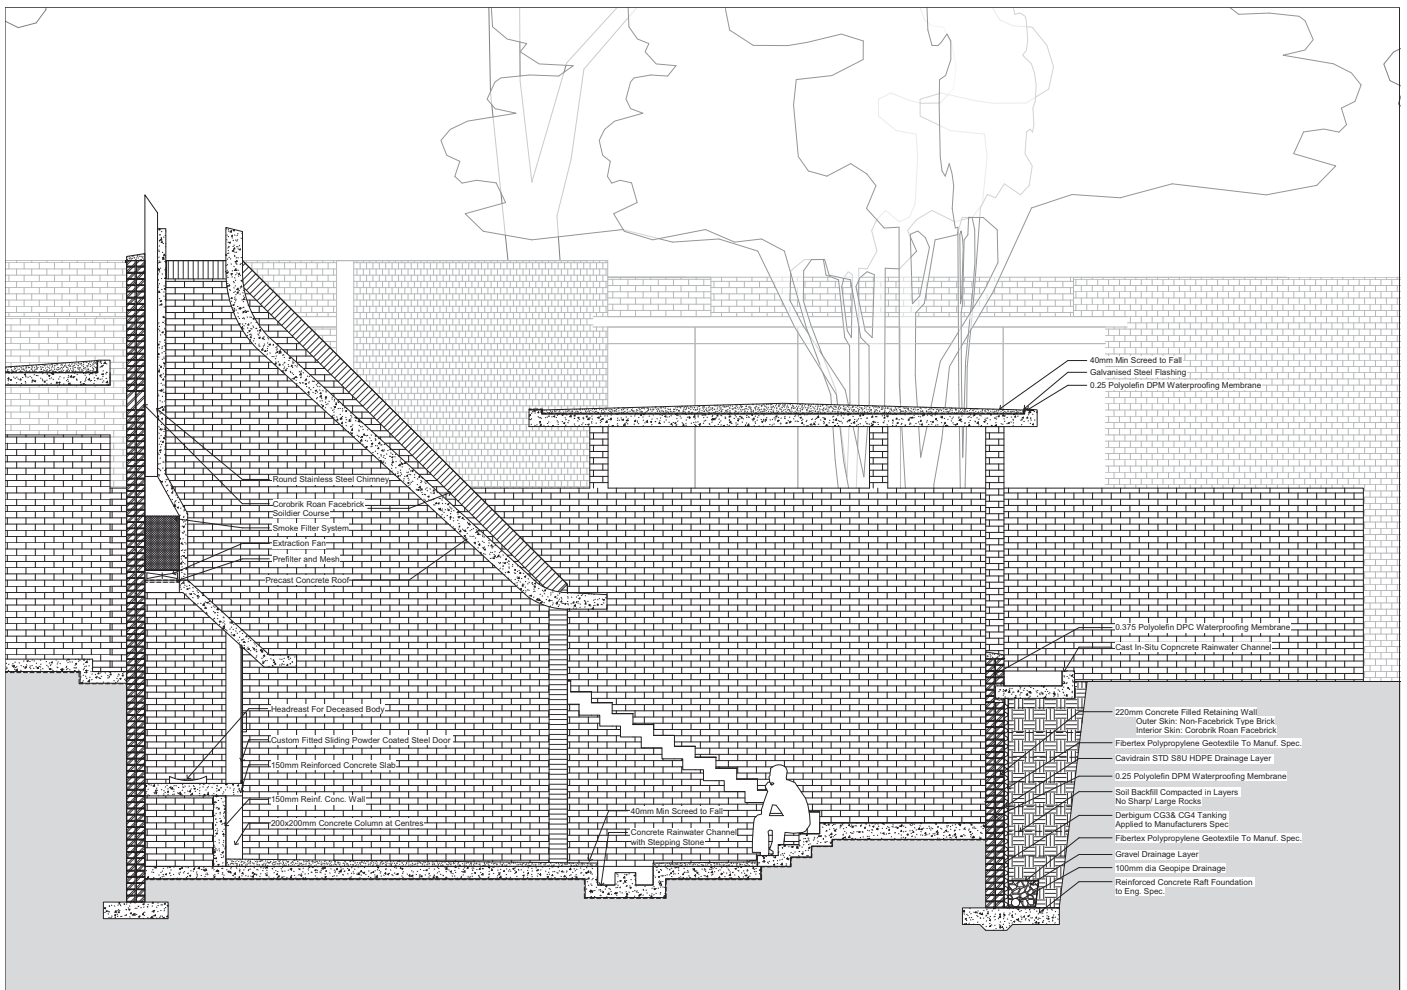 40mm Min Screed to Fall
Galvanised Steel Flashing
0.25 Polyolefin DPM Waterproofing Membrane
Round Stainless Steel Chimney
Corobrik Roan Facebrick
Soildier Course
Smoke Filter System
Extraction Fan
Prefilter and Mesh
Precast Concrete Roof
0.375 Polyolefin DPC Waterproofing Membrane
Cast In-Situ Copncrete Rainwater Channel
Headreast For Deceased Body
Custom Fitted Sliding Powder Coated Steel Door
150mm Reinforced Concrete Slab
150mm Reinf. Conc. Wall
200x200mm Concrete Column at Centres
40mm Min Screed to Fall
Concrete Rainwater Channel
with Stepping Stone
220mm Concrete Filled Retaining Wall
Outer Skin: Non-Facebrick Type Brick
Interior Skin: Corobrik Roan Facebrick
Fibertex Polypropylene Geotextile To Manuf. Spec.
Cavidrain STD S8U HDPE Drainage Layer
0.25 Polyolefin DPM Waterproofing Membrane
Soil Backfill Compacted in Layers
No Sharp/ Large Rocks
Derbigum CG3& CG4 Tanking
Applied to Manufacturers Spec
Fibertex Polypropylene Geotextile To Manuf. Spec.
Gravel Drainage Layer
100mm dia Geopipe Drainage
Reinforced Concrete Raft Foundation
to Eng. Spec.